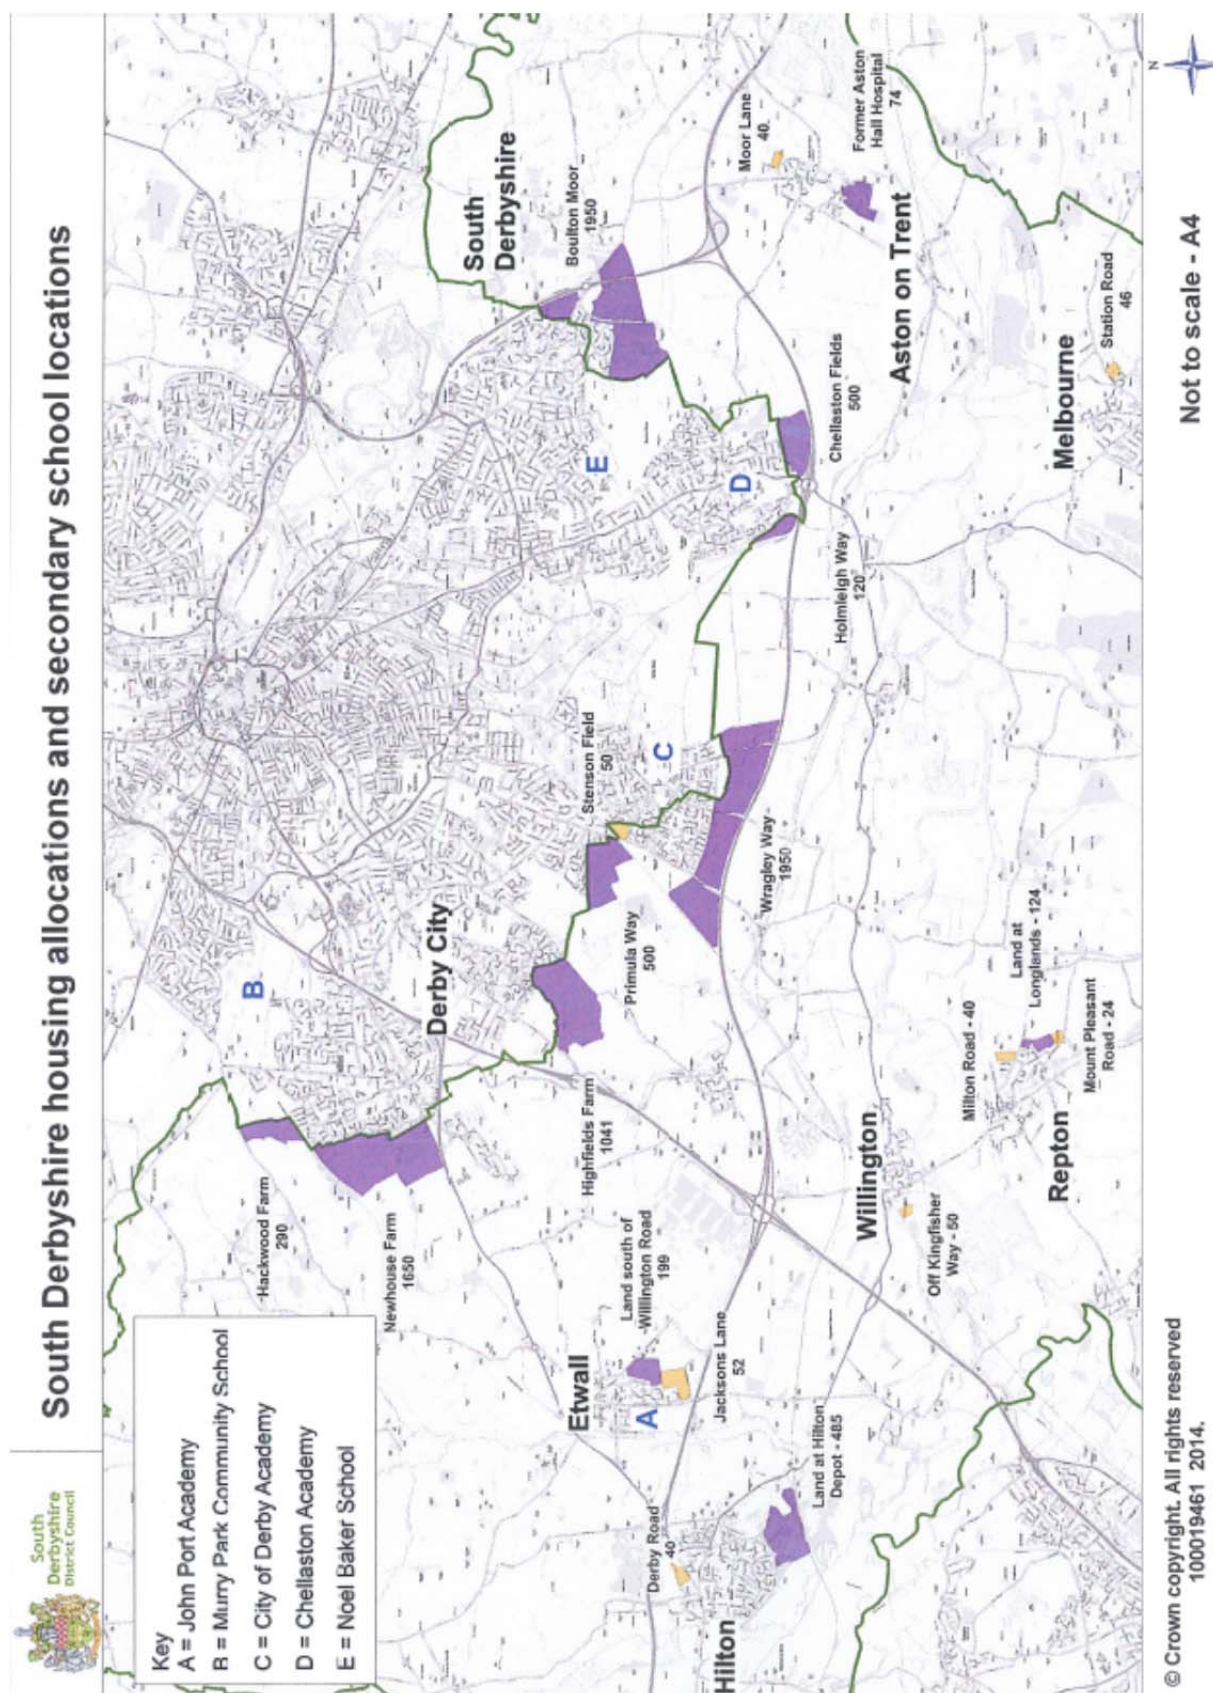 South
Derbyshire
District Council
South Derbyshire housing allocations and secondary school locations
Key
A = John Port Academy
B = Murry Park Community School
C = City of Derby Academy
D = Chellaston Academy
E = Noel Baker School
Hackwood Farm
290
Newhouse Farm
1650
B
Derby City
Highfields Farm
1041
Primula Way
500
Stenson Field
50
C
Wragley Way
1950
E
D
South
Derbyshire
Boulton Moor
1950
Chellaston Fields
500
Holmleigh Way
120
Moor Lane
40
Former Aston
Hall Hospital
74
Aston on Trent
Melbourne
Station Road
46
Etwall
A
Land south of
Willington Road
199
Jacksons Lane
52
Derby Road
40
Hilton
Land at Hilton
Depot - 485
Willington
Off Kingfisher
Way - 50
Repton
Milton Road - 40
Land at
Longlands - 124
Mount Pleasant
Road - 24
N
© Crown copyright. All rights reserved
100019461 2014.
Not to scale - A4